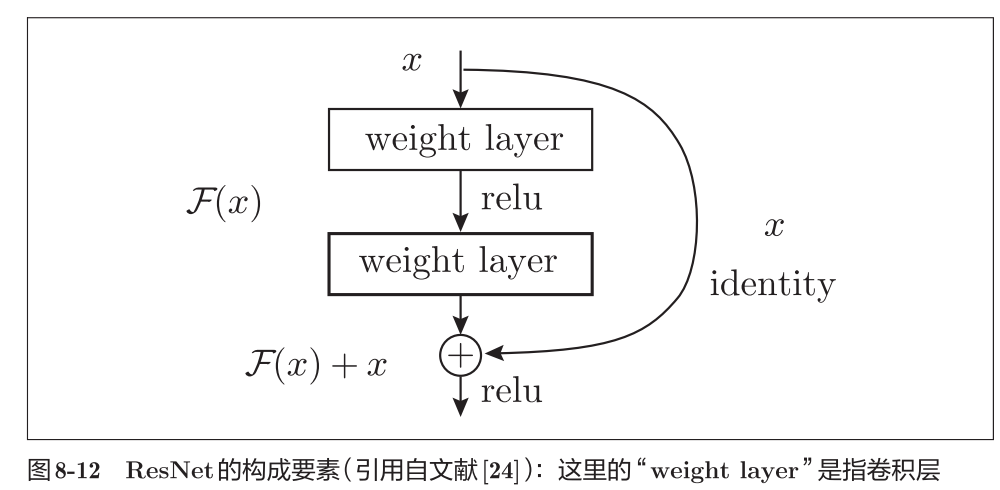 x
weight layer
relu
F(x)
weight layer
x
identity
F(x) + x
+
relu
图8-12 ResNet的构成要素（引用自文献[24]）：这里的“weight layer”是指卷积层